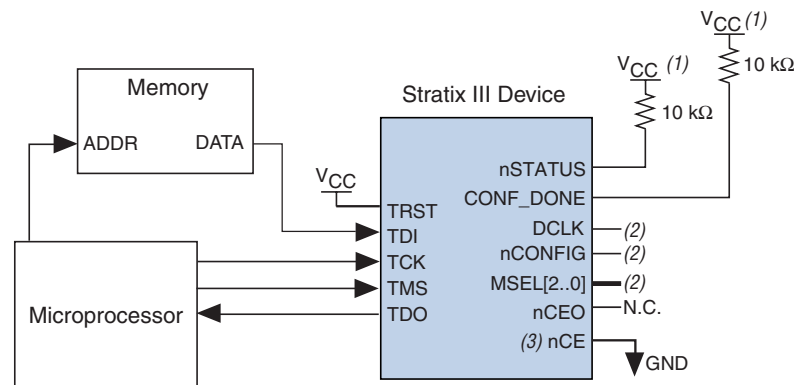 VCC (1)
VCC (1)
10 kΩ
10 kΩ
Memory
ADDR
DATA
Stratix III Device
VCC
TRST
TDI
TCK
TMS
TDO
nSTATUS
CONF_DONE
DCLK
(2)
nCONFIG
(2)
MSEL[2..0]
(2)
nCEO
N.C.
(3) nCE
GND
Microprocessor